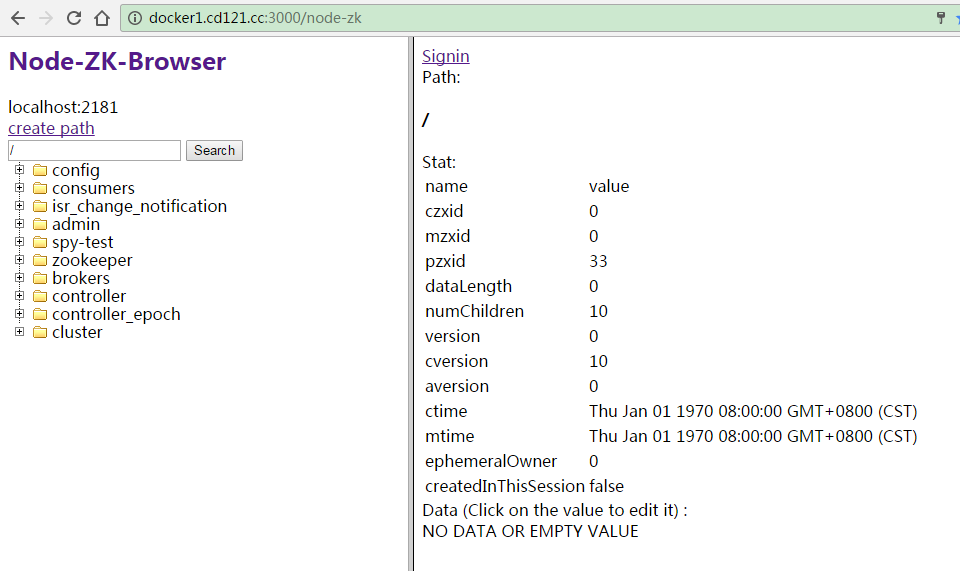 docker1.cd121.cc:3000/node-zk
Node-ZK-Browser
localhost:2181
create path
/
Search
config
consumers
isr_change_notification
admin
spy-test
zookeeper
brokers
controller
controller_epoch
cluster
Signin
Path:
/
Stat:
name value
czxid 0
mzxid 0
pzxid 33
dataLength 0
numChildren 10
version 0
cversion 10
aversion 0
ctime Thu Jan 01 1970 08:00:00 GMT+0800 (CST)
mtime Thu Jan 01 1970 08:00:00 GMT+0800 (CST)
ephemeralOwner 0
createdInThisSession false
Data (Click on the value to edit it) :
NO DATA OR EMPTY VALUE